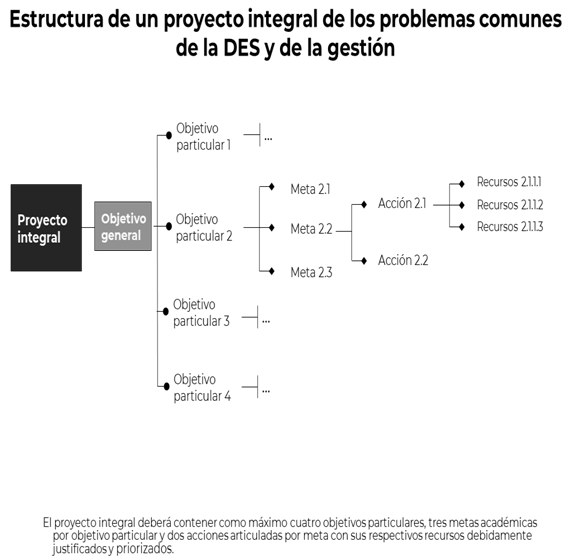 Estructura de un proyecto integral de los problemas comunes
de la DES y de la gestión
Objetivo
particular 1
...
Proyecto
integral
Objetivo
general
Objetivo
particular 2
Meta 2.1
Meta 2.2
Meta 2.3
Acción 2.1
Acción 2.2
Recursos 2.1.1.1
Recursos 2.1.1.2
Recursos 2.1.1.3
Objetivo
particular 3
...
Objetivo
particular 4
...
El proyecto integral deberá contener como máximo cuatro objetivos particulares, tres metas académicas
por objetivo particular y dos acciones articuladas por meta con sus respectivos recursos debidamente
justificados y priorizados.